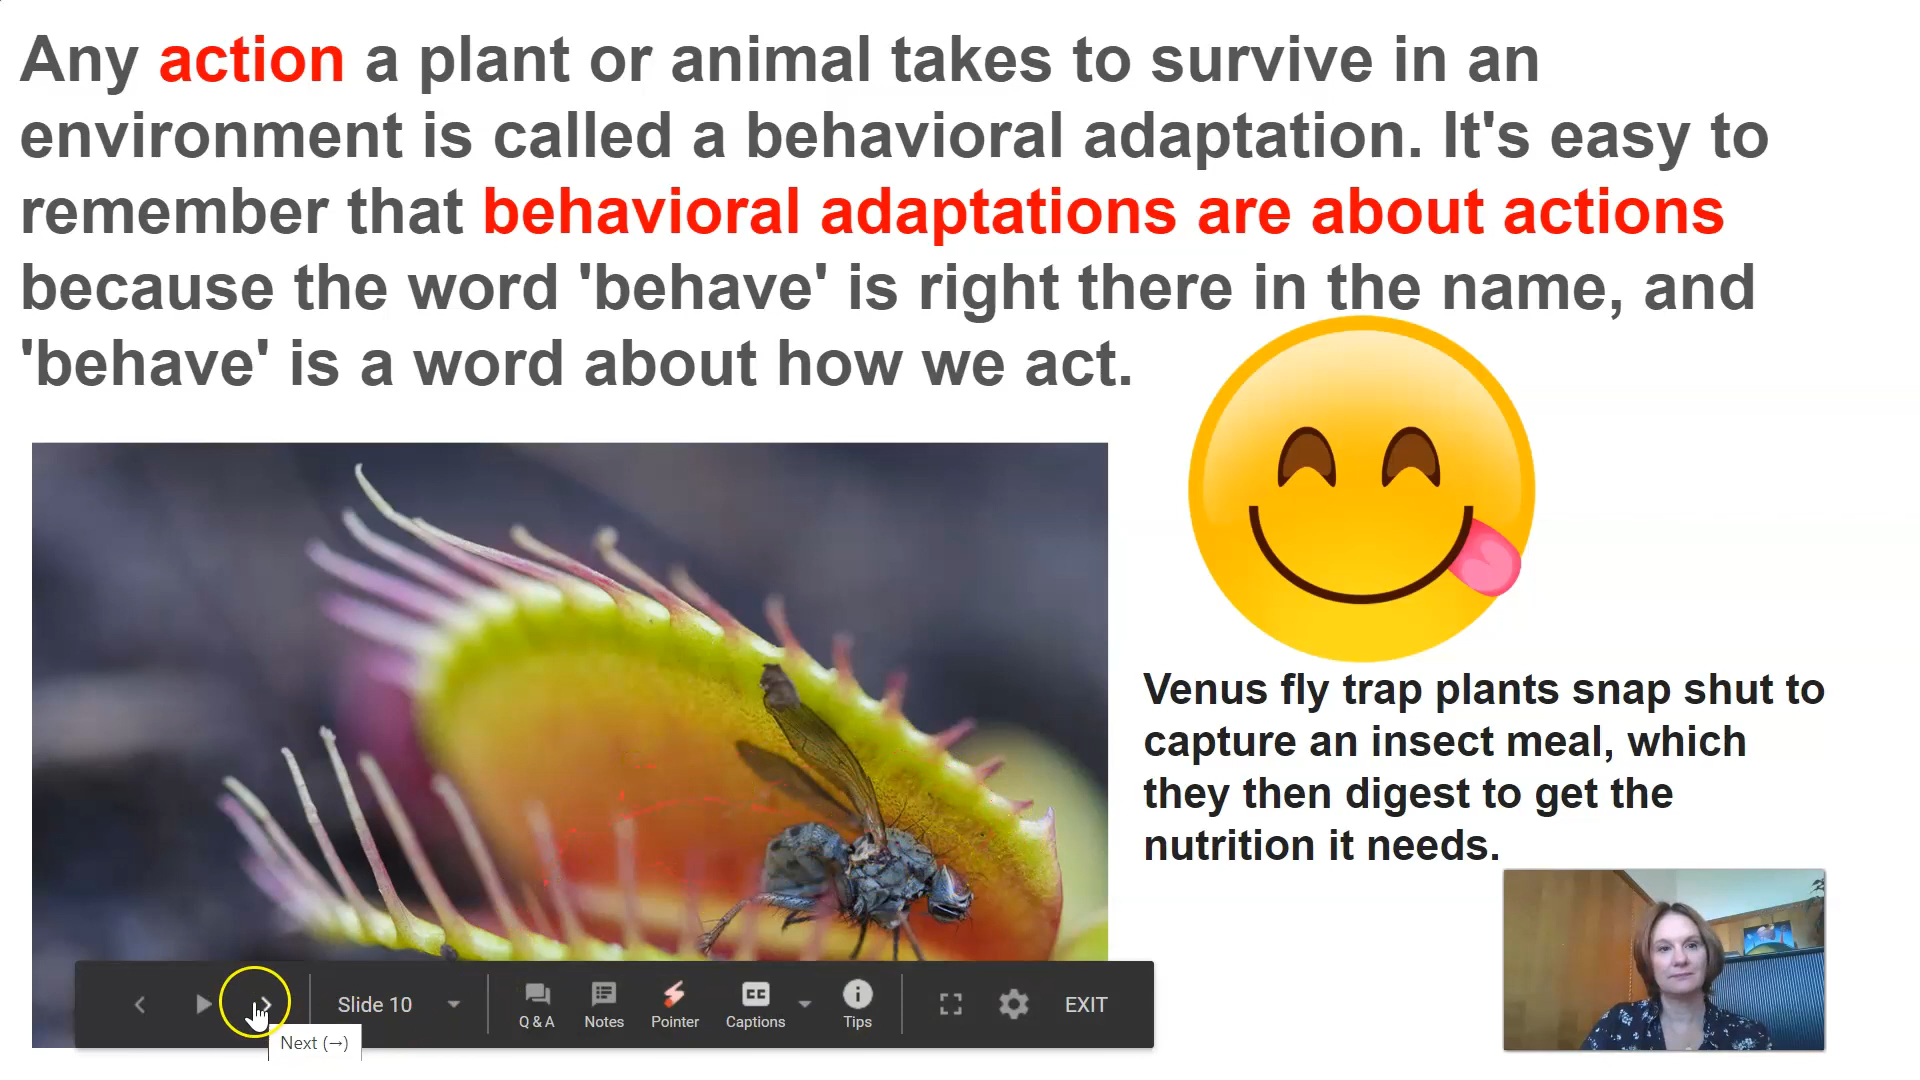 Any action a plant or animal takes to survive in an
environment is called a behavioral adaptation. It's easy to
remember that behavioral adaptations are about actions
because the word 'behave' is right there in the name, and
'behave' is a word about how we act.
Venus fly trap plants snap shut to
capture an insect meal, which
they then digest to get the
nutrition it needs.
Slide 10
CC
Q & A Notes Pointer Captions Tips
EXIT
Next (→)